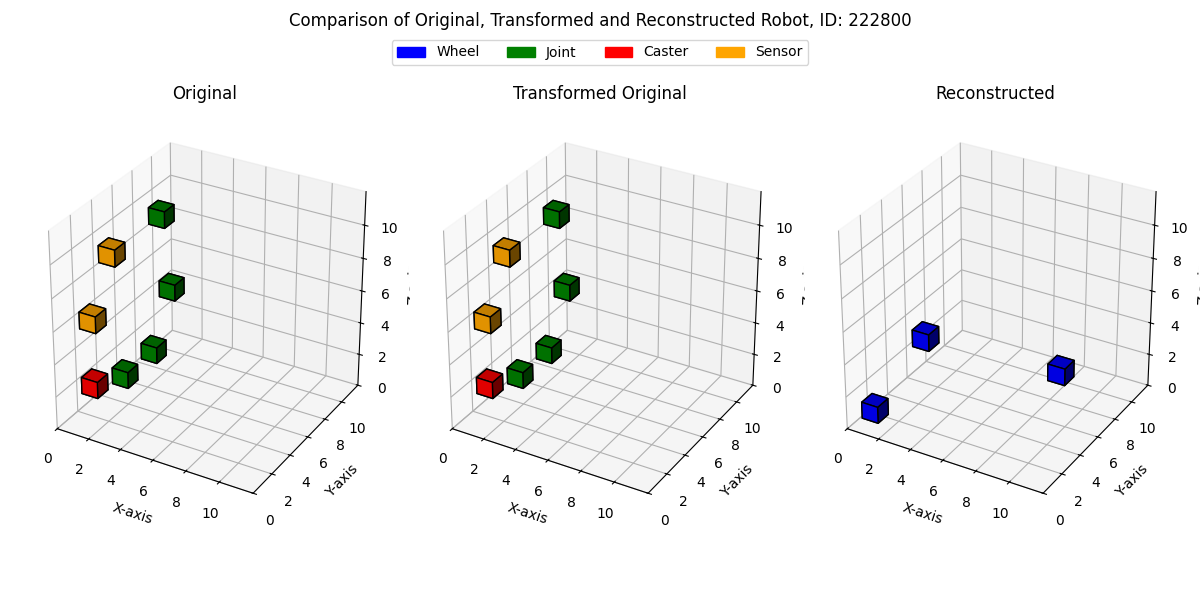 Comparison of Original, Transformed and Reconstructed Robot, ID: 222800
Wheel Joint Caster Sensor
Original
Transformed Original
Reconstructed
0 2 4 6 8 10
X-axis
0 2 4 6 8 10
Y-axis
0 2 4 6 8 10
0 2 4 6 8 10
X-axis
0 2 4 6 8 10
Y-axis
0 2 4 6 8 10
0 2 4 6 8 10
X-axis
0 2 4 6 8 10
Y-axis
0 2 4 6 8 10